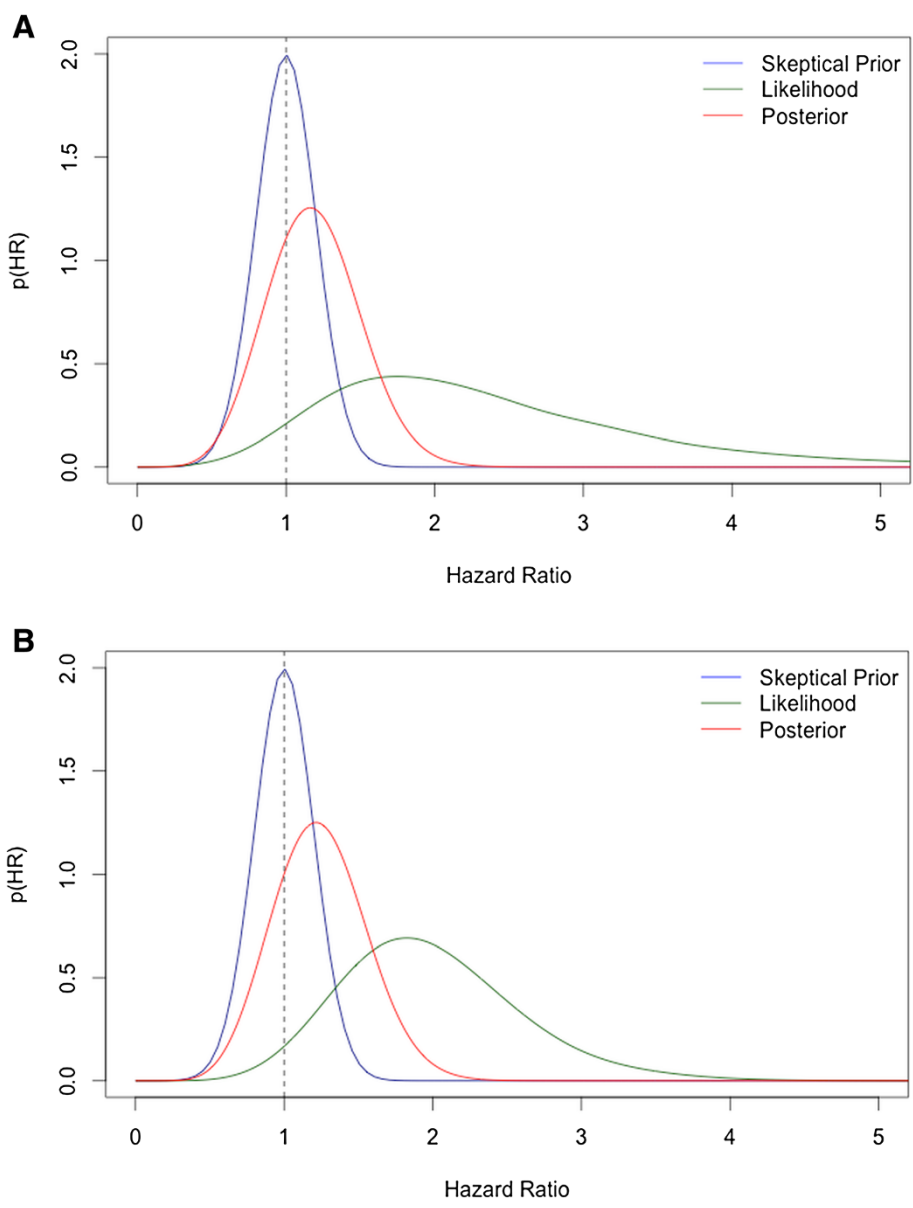 A
2.0
1.5
1.0
0.5
0.0
p(HR)
Skeptical Prior
Likelihood
Posterior
0 1 2 3 4 5
Hazard Ratio
B
2.0
1.5
1.0
0.5
0.0
p(HR)
Skeptical Prior
Likelihood
Posterior
0 1 2 3 4 5
Hazard Ratio